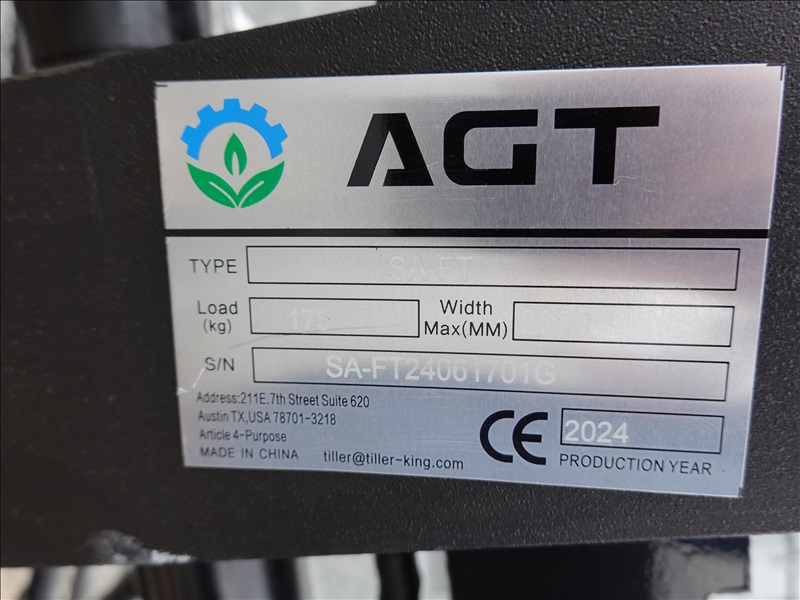 AGT
TYPE SA-FT
Load (kg) 175 Width Max(MM)
S/N SA-FT24061701G
Address:211E.7th Street Suite 620
Austin TX,USA 78701-3218
Article 4-Purpose
MADE IN CHINA tiller@tiller-king.com
CE 2024
PRODUCTION YEAR